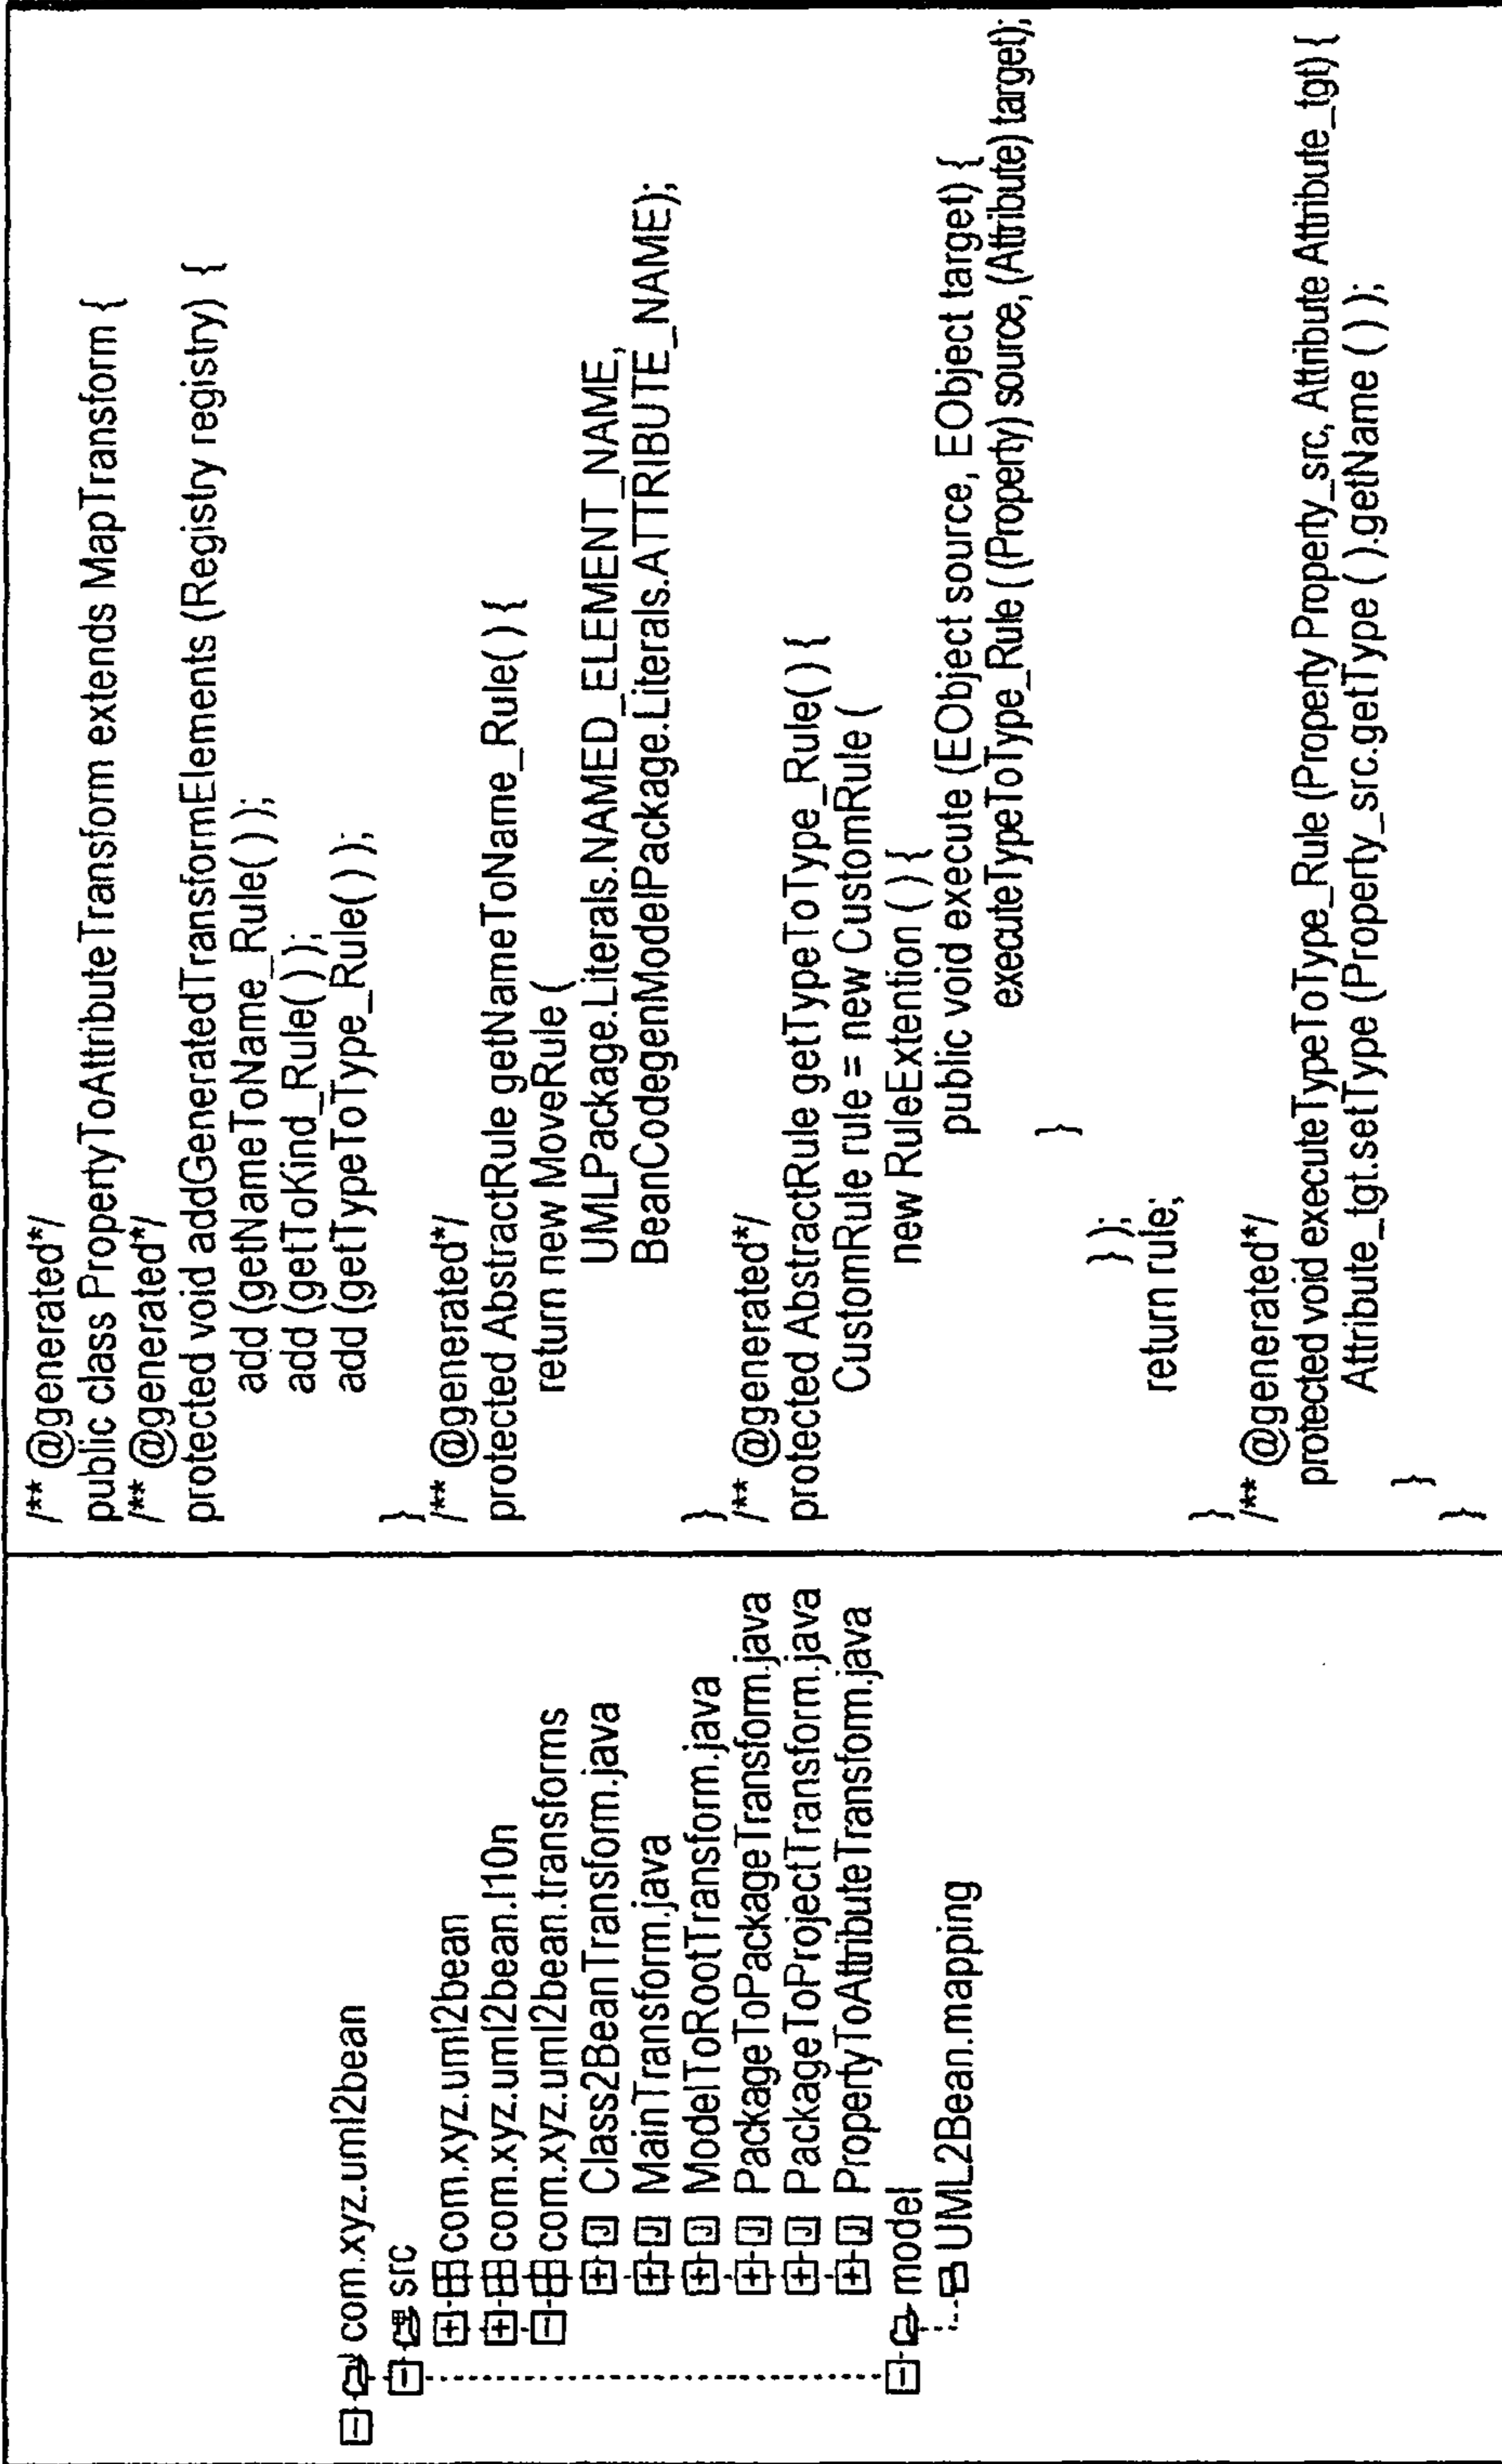 com.xyz.uml2bean
src
com.xyz.uml2bean
com.xyz.uml2bean.l10n
com.xyz.uml2bean.transforms
Class2BeanTransform.java
MainTransform.java
ModelToRootTransform.java
PackageToPackageTransform.java
PackageToProjectTransform.java
PropertyToAttributeTransform.java
model
UML2Bean.mapping
/** @generated*/
public class PropertyToAttributeTransform extends MapTransform {
/** @generated*/
protected void addGeneratedTransformElements (Registry registry) {
add (getNameToName_Rule( ) );
add (getToKind_Rule( ) );
add (getTypeToType_Rule( ) );
}
/** @generated*/
protected AbstractRule getNameToName_Rule( ) {
return new MoveRule (
UMLPackage.Literals.NAMED_ELEMENT_NAME,
BeanCodegenModelPackage.Literals.ATTRIBUTE_NAME);
}
/** @generated*/
protected AbstractRule getTypeToType_Rule( ) {
CustomRule rule = new CustomRule (
new RuleExtention ( ) {
public void execute (EObject source, EObject target) {
executeTypeToType_Rule ( (Property) source, (Attribute) target);
}
} );
return rule;
}
/** @generated*/
protected void executeTypeToType_Rule (Property Property_src, Attribute Attribute_tgt) {
Attribute_tgt.setType (Property_src.getType ( ).getName ( ) );
}
}